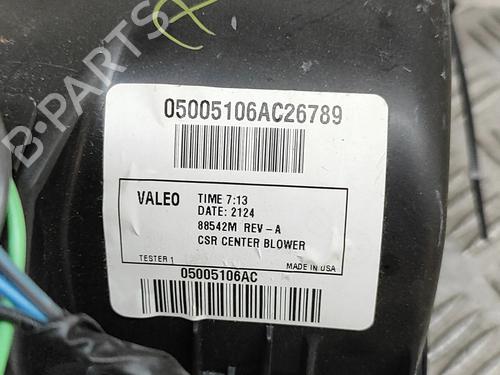 B-PARTS
05005106AC26789
VALEO
TIME 7:13
DATE: 2124
88542M REV-A
CSR CENTER BLOWER
TESTER 1
MADE IN USA
05005106AC